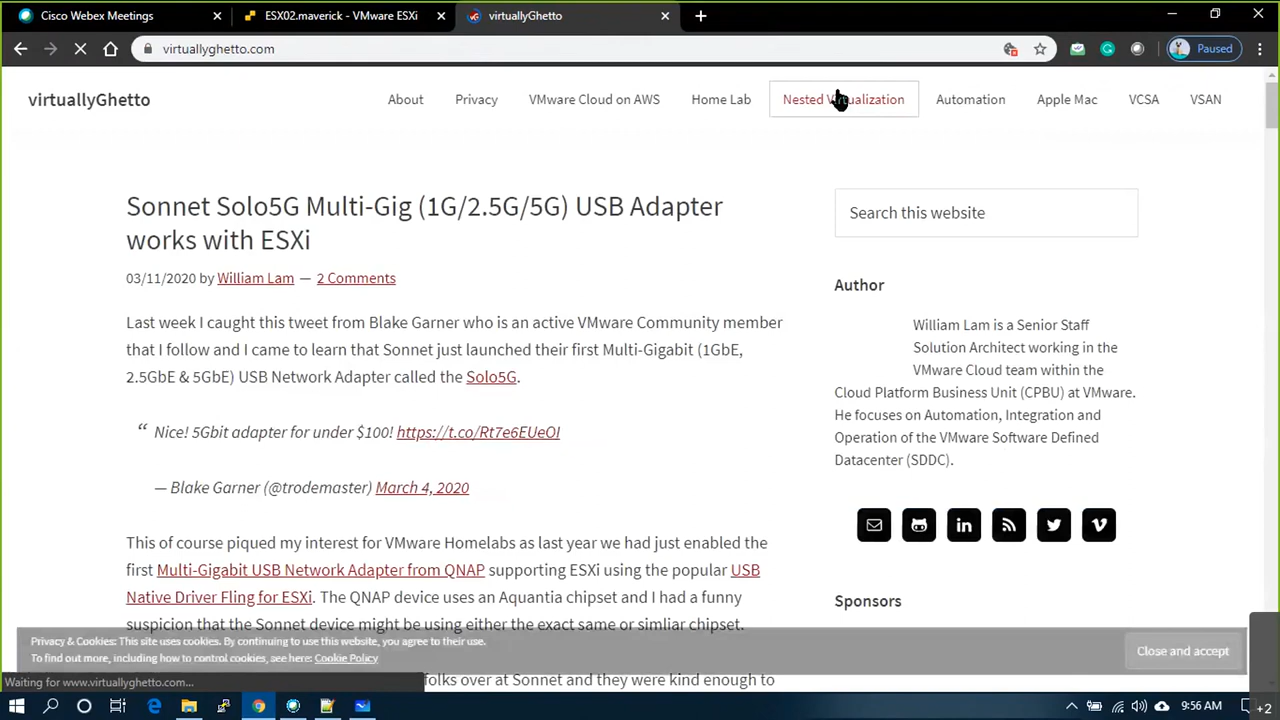 Cisco Webex Meetings
ESX02.maverick - VMware ESXi
virtuallyGhetto
virtuallyghetto.com
Paused
virtuallyGhetto
About
Privacy
VMware Cloud on AWS
Home Lab
Nested Virtualization
Automation
Apple Mac
VCSA
VSAN
Sonnet Solo5G Multi-Gig (1G/2.5G/5G) USB Adapter
works with ESXi
03/11/2020 by William Lam — 2 Comments
Last week I caught this tweet from Blake Garner who is an active VMware Community member
that I follow and I came to learn that Sonnet just launched their first Multi-Gigabit (1GbE,
2.5GbE & 5GbE) USB Network Adapter called the Solo5G.
“ Nice! 5Gbit adapter for under $100! https://t.co/Rt7e6EUeOI
— Blake Garner (@trodemaster) March 4, 2020
This of course piqued my interest for VMware Homelabs as last year we had just enabled the
first Multi-Gigabit USB Network Adapter from QNAP supporting ESXi using the popular USB
Native Driver Fling for ESXi. The QNAP device uses an Aquantia chipset and I had a funny
suspicion that the Sonnet device might be using either the exact same or simliar chipset.
folks over at Sonnet and they were kind enough to
Search this website
Author
William Lam is a Senior Staff
Solution Architect working in the
VMware Cloud team within the
Cloud Platform Business Unit (CPBU) at VMware.
He focuses on Automation, Integration and
Operation of the VMware Software Defined
Datacenter (SDDC).
Sponsors
Privacy & Cookies: This site uses cookies. By continuing to use this website, you agree to their use.
To find out more, including how to control cookies, see here: Cookie Policy
Close and accept
Waiting for www.virtuallyghetto.com...
9:56 AM
+2